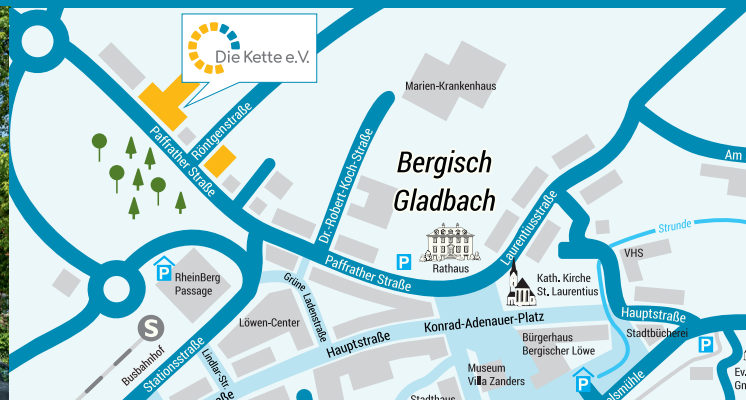 Die Kette e.V.
Marien-Krankenhaus
Röntgenstraße
Paffrather Straße
Dr.-Robert-Koch-Straße
Bergisch
Gladbach
Am
Laurentiusstraße
Strunde
P
Rathaus
VHS
Paffrather Straße
P
RheinBerg
Passage
Kath. Kirche
St. Laurentius
Grüne Ladenstraße
Hauptstraße
Stadtbücherei
Löwen-Center
Konrad-Adenauer-Platz
S
Busbahnhof
Hauptstraße
Bürgerhaus
Bergischer Löwe
P
Stationsstraße
Lindlar-Str.
Museum
Villa Zanders
P
elsmühle
Ev.
Stadthaus